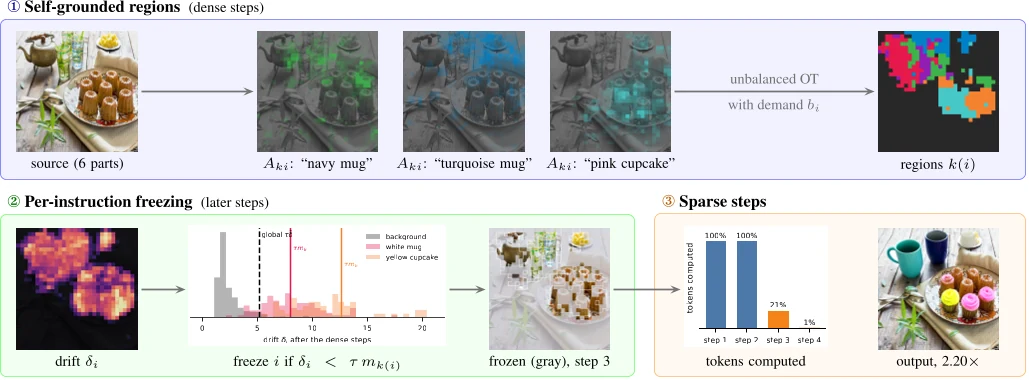 ① Self-grounded regions (dense steps)
unbalanced OT
with demand b_i
source (6 parts)
A_{ki}: “navy mug”
A_{ki}: “turquoise mug”
A_{ki}: “pink cupcake”
regions k(i)
② Per-instruction freezing (later steps)
③ Sparse steps
global τ
τm_k
τm_k
background
white mug
yellow cupcake
0 5 10 15 20
drift δ_i after the dense steps
tokens computed
100% 100% 21% 1%
step 1 step 2 step 3 step 4
drift δ_i
freeze i if δ_i < τ m_{k(i)}
frozen (gray), step 3
tokens computed
output, 2.20×